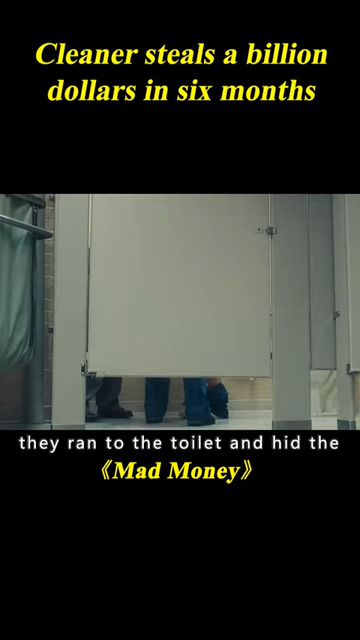 Cleaner steals a billion
dollars in six months
they ran to the toilet and hid the
《Mad Money》